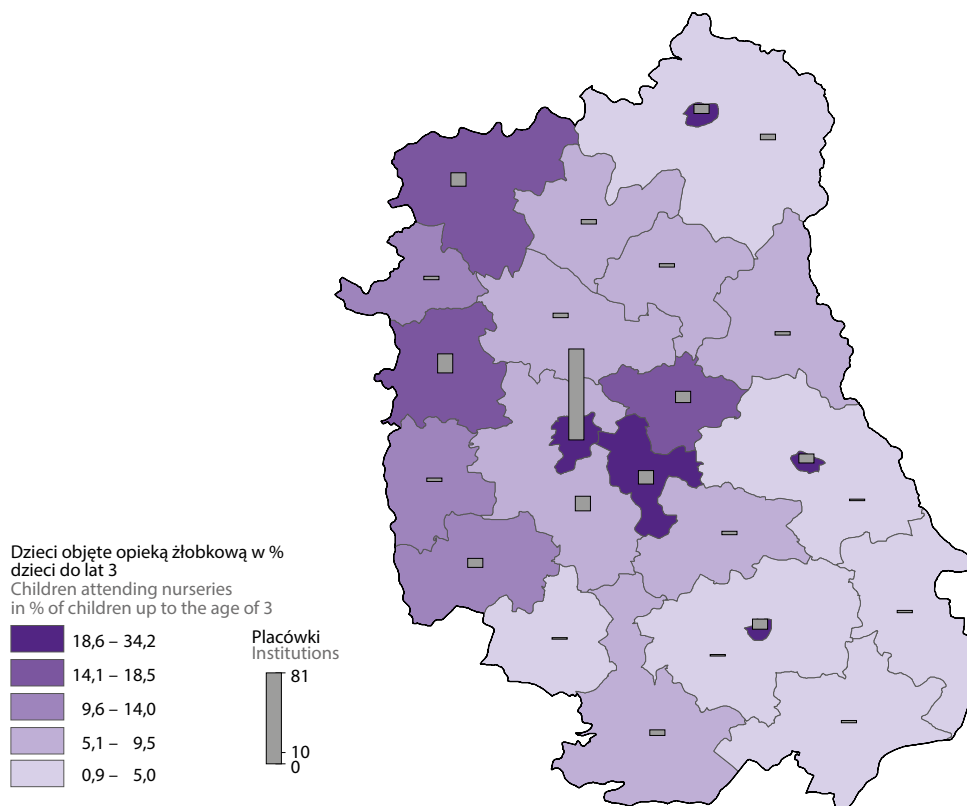 Dzieci objęte opieką żłobkową w %
dzieci do lat 3
Children attending nurseries
in % of children up to the age of 3
18,6 – 34,2
14,1 – 18,5
9,6 – 14,0
5,1 – 9,5
0,9 – 5,0
Placówki
Institutions
81
10
0